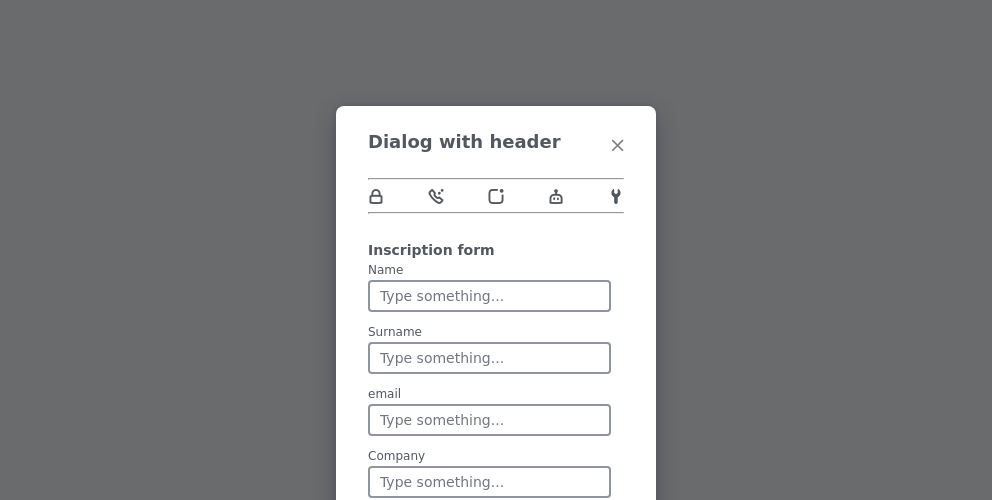 Dialog with header
Inscription form
Name
Type something...
Surname
Type something...
email
Type something...
Company
Type something...